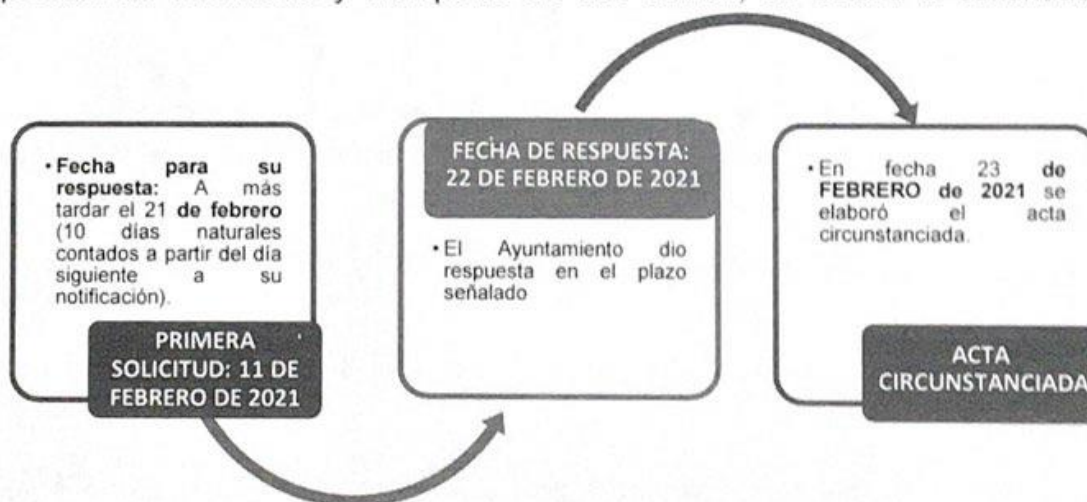 • Fecha para su
respuesta: A más
tardar el 21 de febrero
(10 días naturales
contados a partir del día
siguiente a su
notificación).
PRIMERA
SOLICITUD: 11 DE
FEBRERO DE 2021
FECHA DE RESPUESTA:
22 DE FEBRERO DE 2021
• El Ayuntamiento dio
respuesta en el plazo
señalado
• En fecha 23 de
FEBRERO de 2021 se
elaboró el acta
circunstanciada.
ACTA
CIRCUNSTANCIADA